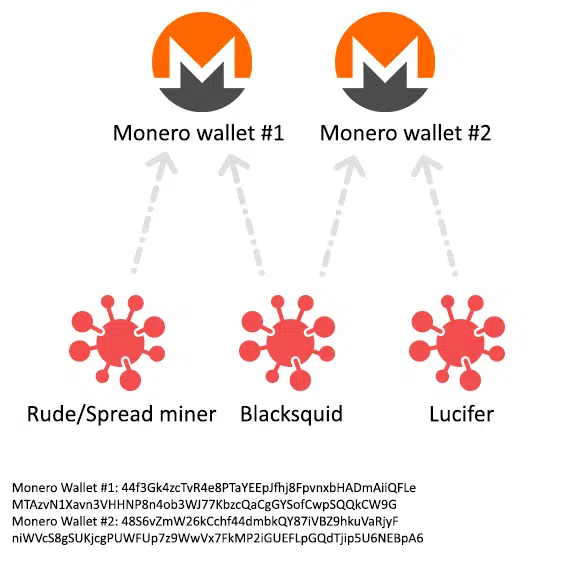 Monero wallet #1 Monero wallet #2
Rude/Spread miner Blacksquid Lucifer
Monero Wallet #1: 44f3Gk4zcTvR4e8PTaYEEpJfhj8FpvnxbHADmAiiQFLe
MTAzvN1Xavn3VHHNP8n4ob3WJ77KbzcQaCgGYSofCwpSQQkCW9G
Monero Wallet #2: 48S6vZmW26kCchf44dmbkQY87iVBZ9hkuVaRjyF
niWVcS8gSUKjcgPUWFUp7z9WwVx7FkMP2iGUEFLpGQdTjip5U6NEBpA6